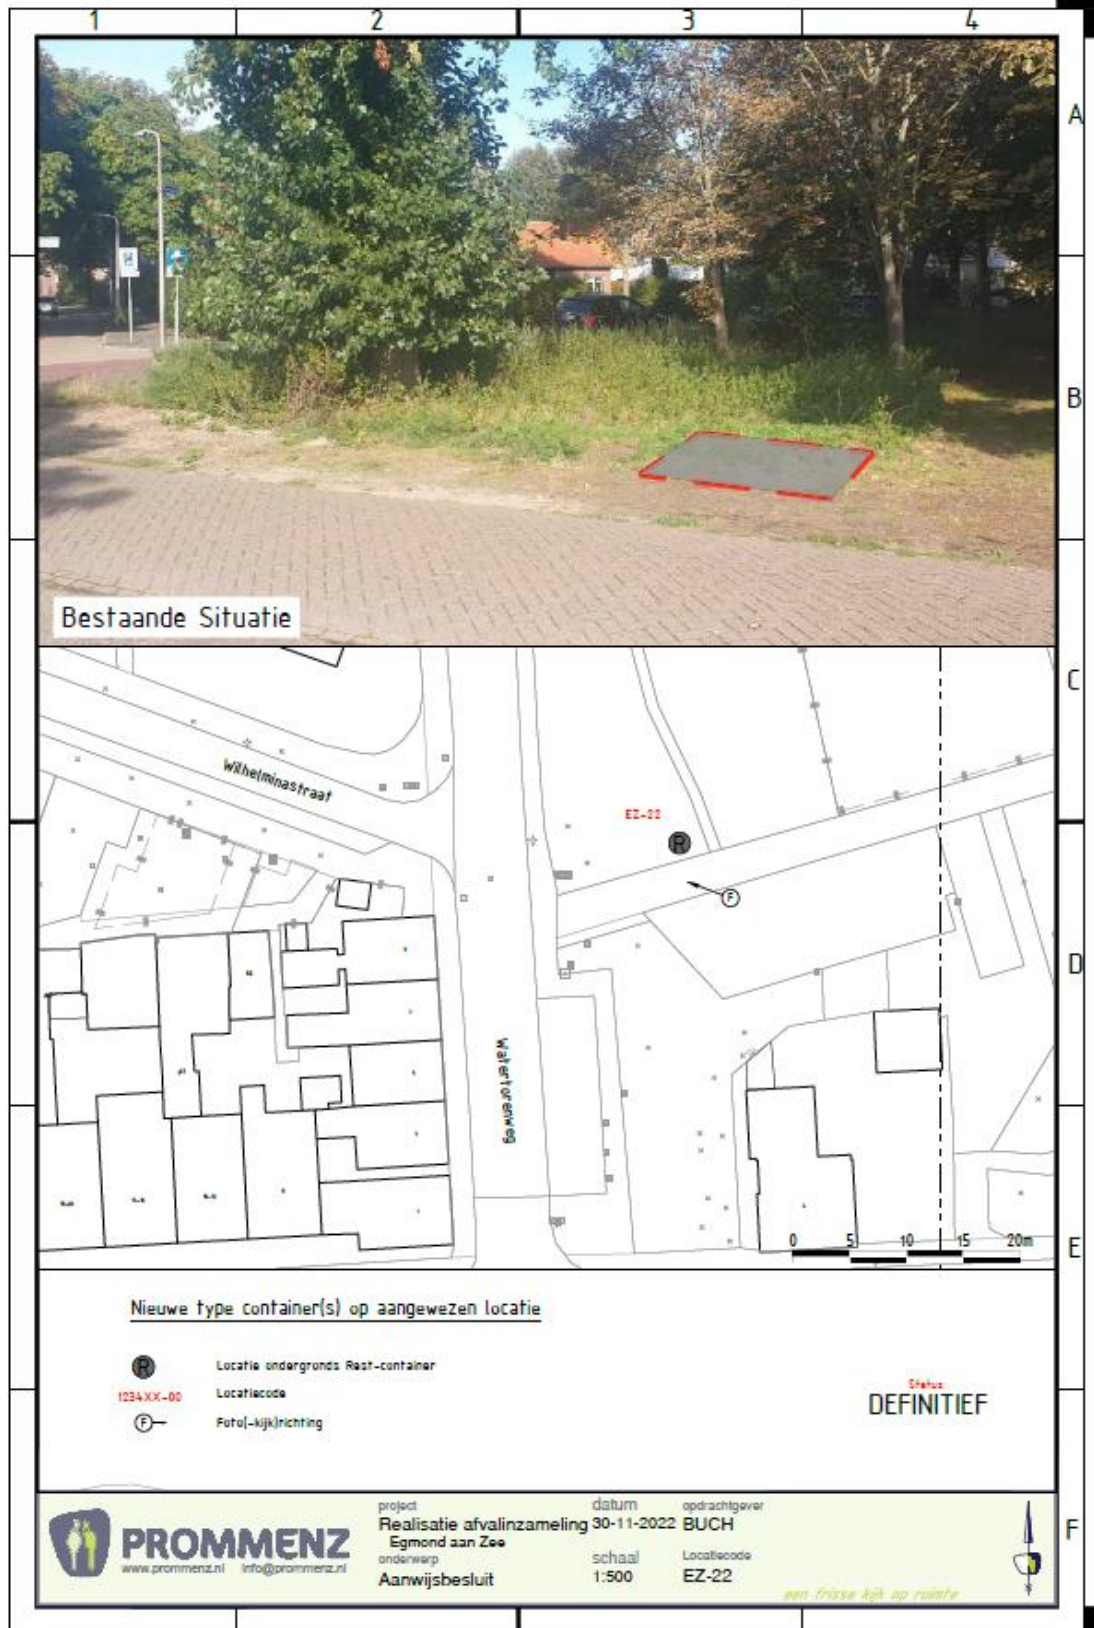 1 2 3 4
A
B
Bestaande Situatie
C
Wilhelminastraat
EZ-22
R
F
D
Watertorenweg
0 5 10 15 20m
E
Nieuwe type container(s) op aangewezen locatie
R Locatie ondergronds Rest-container
1234XX-00 Locatiecode
F Foto(-kijk)richting
Status:
DEFINITIEF
F
PROMMENZ
www.prommenz.nl info@prommenz.nl
project datum opdrachtgever
Realisatie afvalinzameling 30-11-2022 BUCH
Egmond aan Zee
onderwerp schaal Locatiecode
Aanwijsbesluit 1:500 EZ-22
een frisse kijk op ruimte